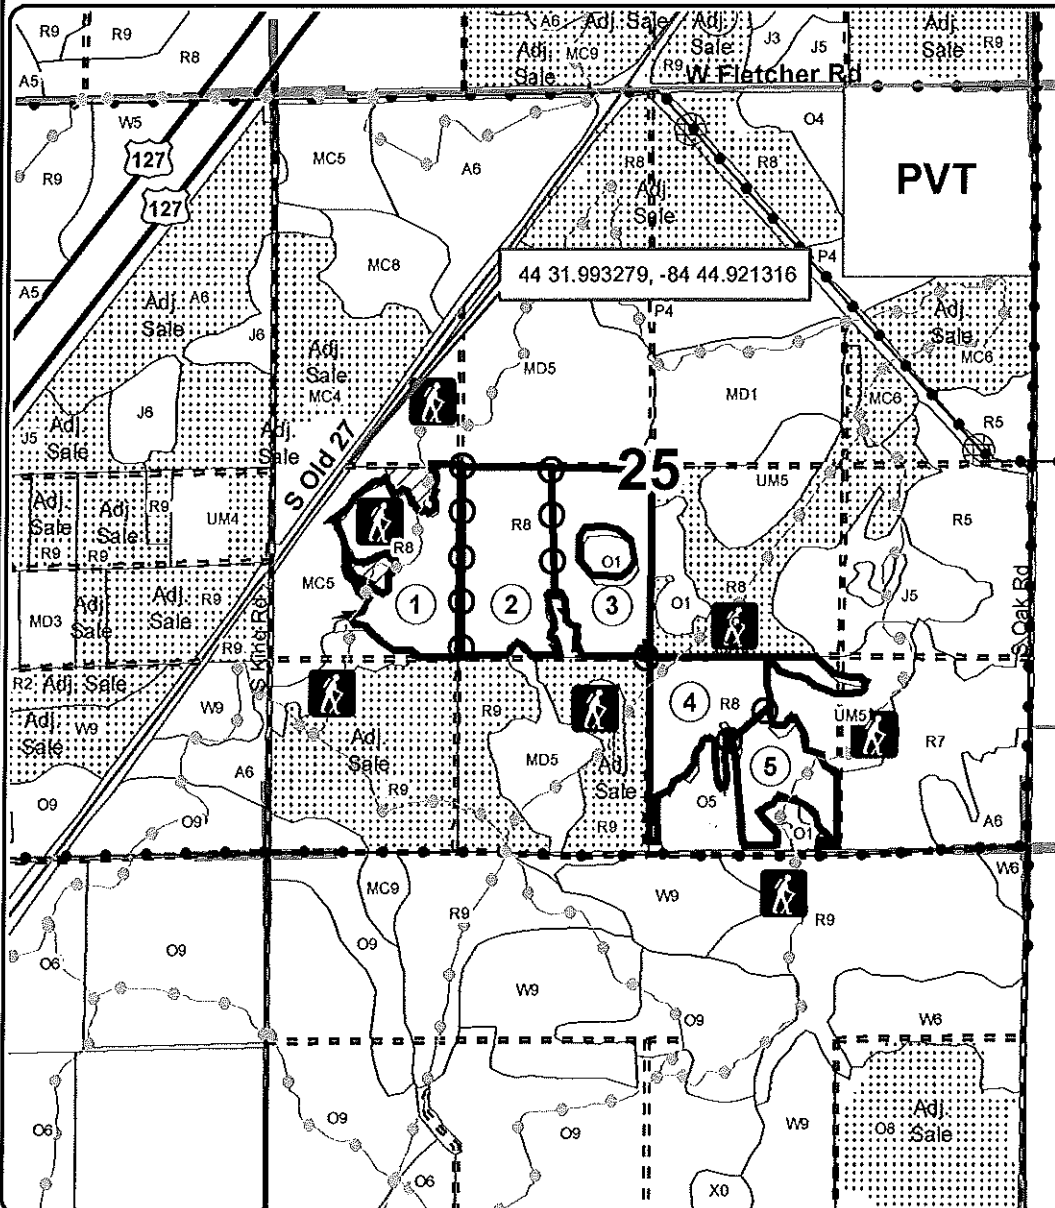 R9
R9
R8
A6
Adj. Sale
Adj.
Sale
J3
J5
Adj.
Sale
R9
Adj.
Sale
MC9
R9
A5
W Fletcher Rd
W5
R9
127
127
MC5
A6
R8
Adj.
Sale
R8
O4
PVT
MC8
44 31.993279, -84 44.921316
P4
A5
Adj.
Sale
A6
J6
P4
Adj.
Sale
MC6
Adj.
Sale
MC4
MD5
MD1
MC6
J6
J5
Adj.
Sale
Adj.
Sale
R5
S Old 27
25
Adj.
Sale
R9
Adj.
Sale
R9
R9
UM4
R8
UM5
R5
R8
O1
MC5
1
2
3
O1
R8
J5
MD3
Adj.
Sale
Adj.
Sale
R9
R9
S King Rd
S Oak Rd
R2
Adj. Sale
Adj.
Sale
W9
W9
R9
4
R8
UM5
R7
Adj.
Sale
A6
R9
MD5
Adj.
Sale
5
O9
O9
R9
O5
O1
A6
MC9
W9
W6
R9
R9
O9
O9
O6
W9
O9
W6
O6
O9
O9
W9
Adj.
Sale
O8
O6
X0